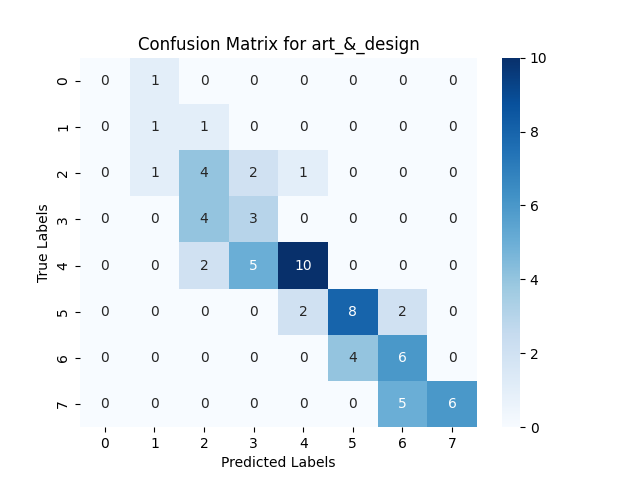 Confusion Matrix for art_&_design
0 0 1 0 0 0 0 0 0
1 0 1 1 0 0 0 0 0
2 0 1 4 2 1 0 0 0
3 0 0 4 3 0 0 0 0
4 0 0 2 5 10 0 0 0
5 0 0 0 0 2 8 2 0
6 0 0 0 0 0 4 6 0
7 0 0 0 0 0 0 5 6
0 1 2 3 4 5 6 7
True Labels
Predicted Labels
10
8
6
4
2
0